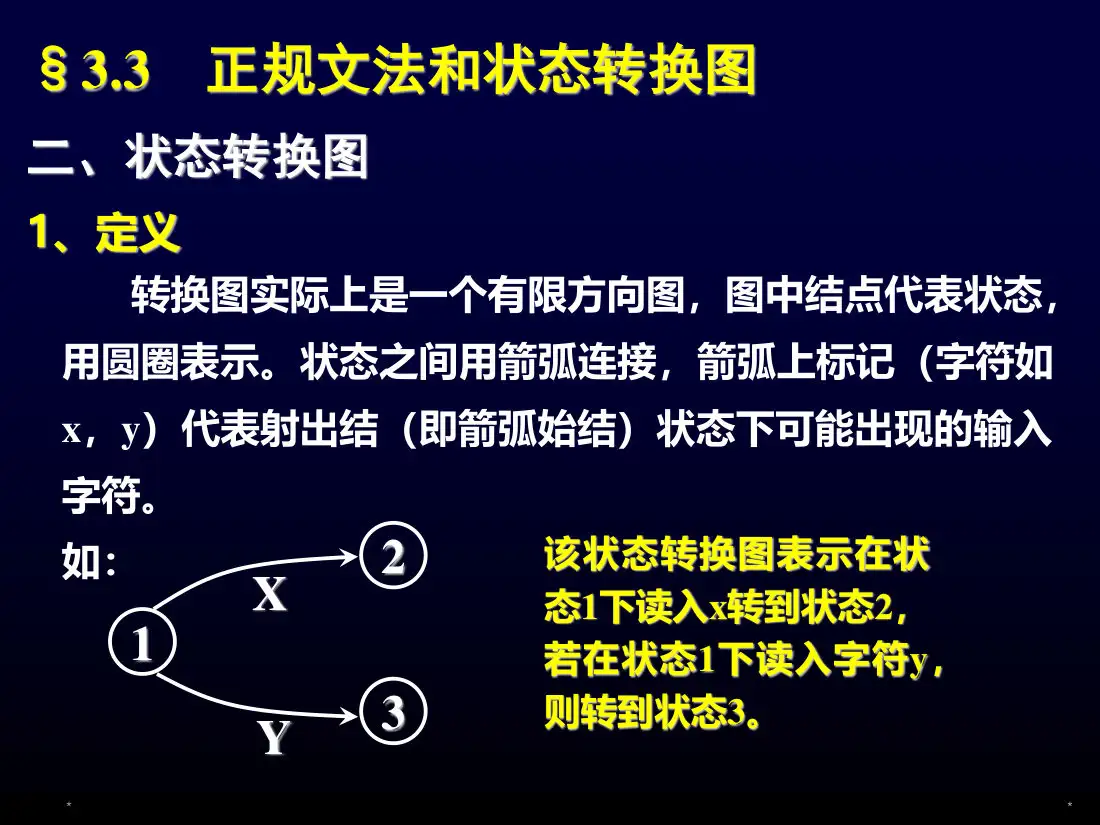 §3.3 正规文法和状态转换图
二、状态转换图
1、定义
转换图实际上是一个有限方向图，图中结点代表状态，
用圆圈表示。状态之间用箭弧连接，箭弧上标记（字符如
x，y）代表射出结（即箭弧始结）状态下可能出现的输入
字符。
如：
2
X
1
3
Y
该状态转换图表示在状
态1下读入x转到状态2，
若在状态1下读入字符y，
则转到状态3。
*
*